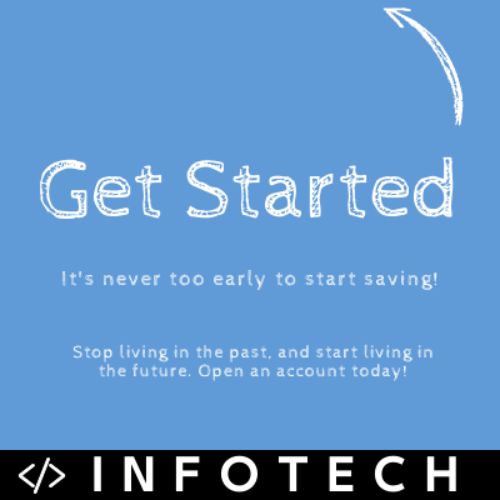 Get Started
It's never too early to start saving!
Stop living in the past, and start living in
the future. Open an account today!
</> INFOTECH